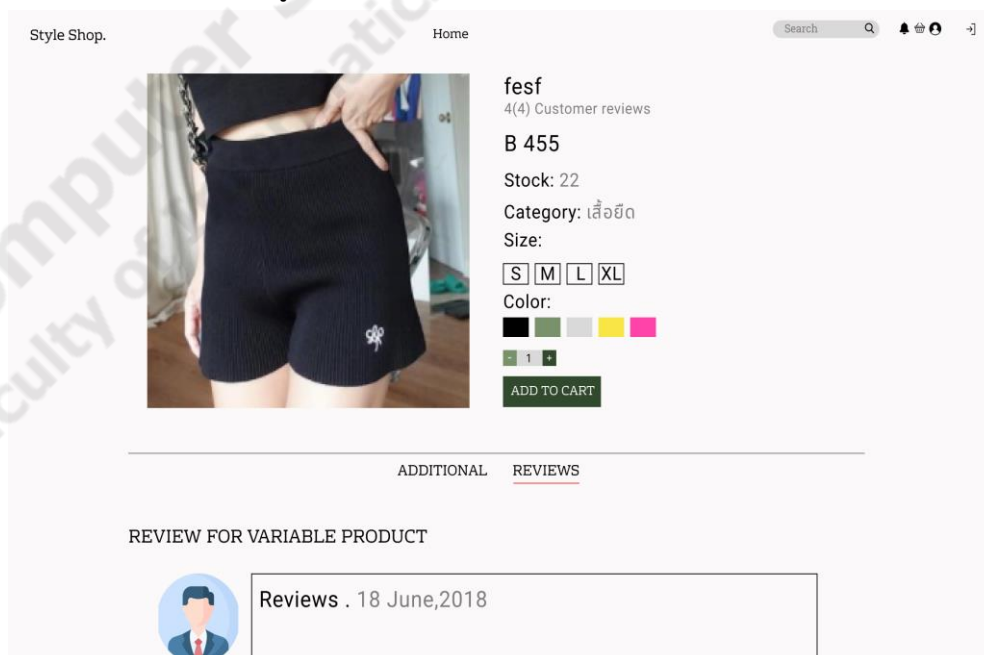 Style Shop.
Home
Search
fesf
4(4) Customer reviews
B 455
Stock: 22
Category: เสื้อยืด
Size:
S M L XL
Color:
- 1 +
ADD TO CART
ADDITIONAL REVIEWS
REVIEW FOR VARIABLE PRODUCT
Reviews . 18 June,2018